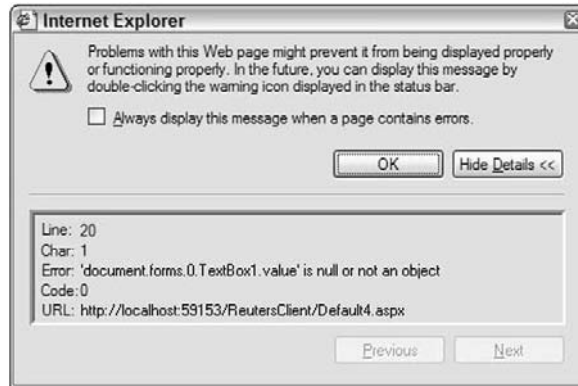 Internet Explorer
Problems with this Web page might prevent it from being displayed properly
or functioning properly. In the future, you can display this message by
double-clicking the warning icon displayed in the status bar.
Always display this message when a page contains errors.
OK
Hide Details <<
Line: 20
Char: 1
Error: 'document.forms.0.TextBox1.value' is null or not an object
Code:0
URL: http://localhost:59153/ReutersClient/Default4.aspx
Previous
Next